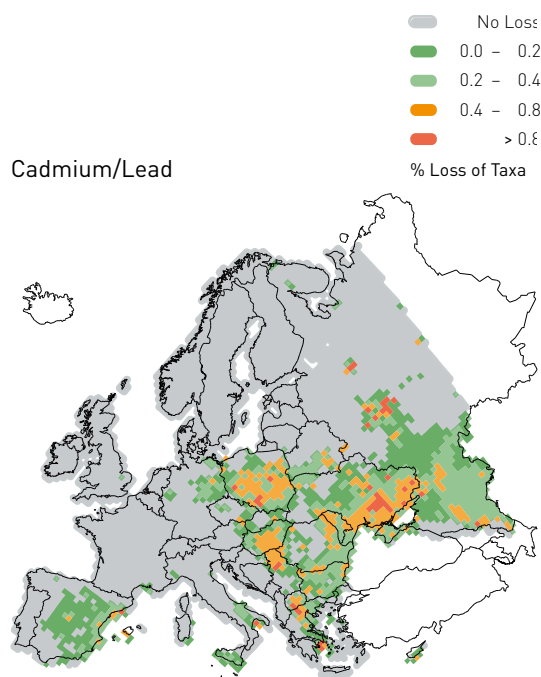 No Loss
0.0 – 0.2
0.2 – 0.4
0.4 – 0.8
> 0.8
Cadmium/Lead
% Loss of Taxa